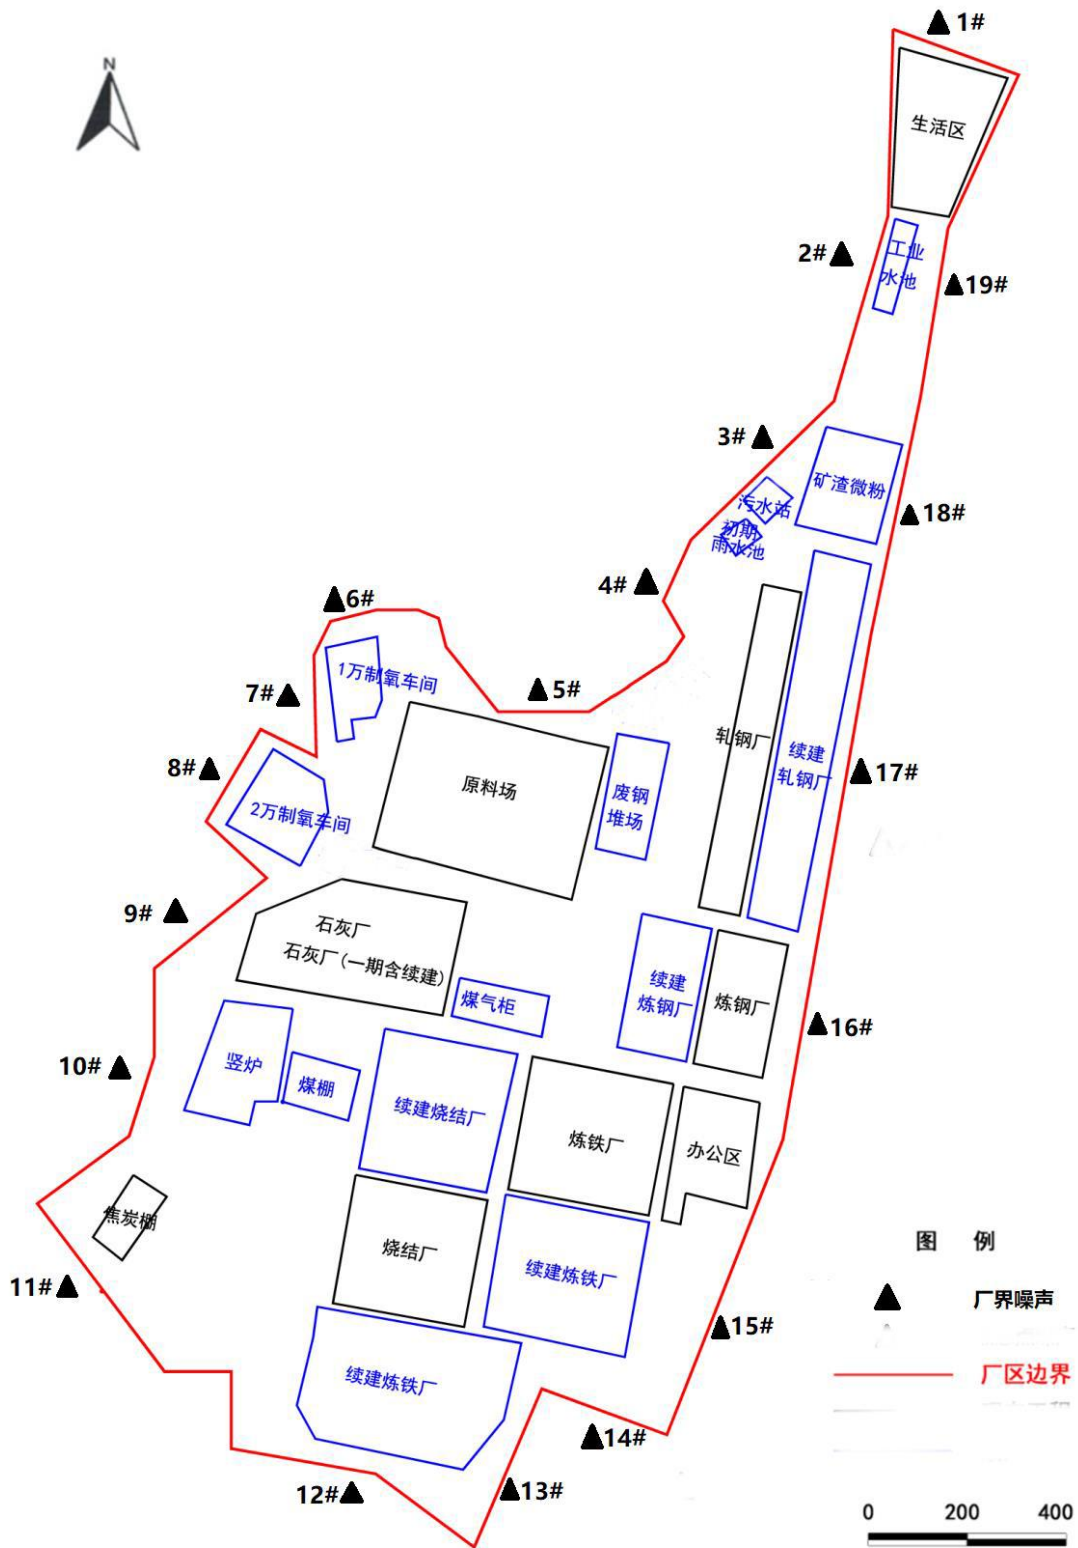 1#
N
生活区
2#
工业
水池
19#
3#
矿渣微粉
污水站
18#
初期
雨水池
4#
6#
1万制氧车间
7#
5#
轧钢厂
续建
轧钢厂
17#
8#
原料场
废钢
堆场
2万制氧车间
9#
石灰厂
石灰厂(一期含续建)
煤气柜
续建
炼钢厂
炼钢厂
16#
10#
竖炉
煤棚
续建烧结厂
炼铁厂
办公区
焦炭棚
烧结厂
续建炼铁厂
图 例
11#
厂界噪声
15#
续建炼铁厂
厂区边界
14#
12#
13#
0 200 400